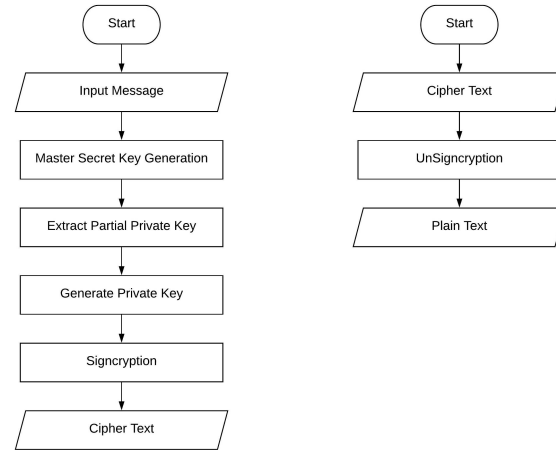 Start
Input Message
Master Secret Key Generation
Extract Partial Private Key
Generate Private Key
Signcryption
Cipher Text
Start
Cipher Text
UnSigncryption
Plain Text